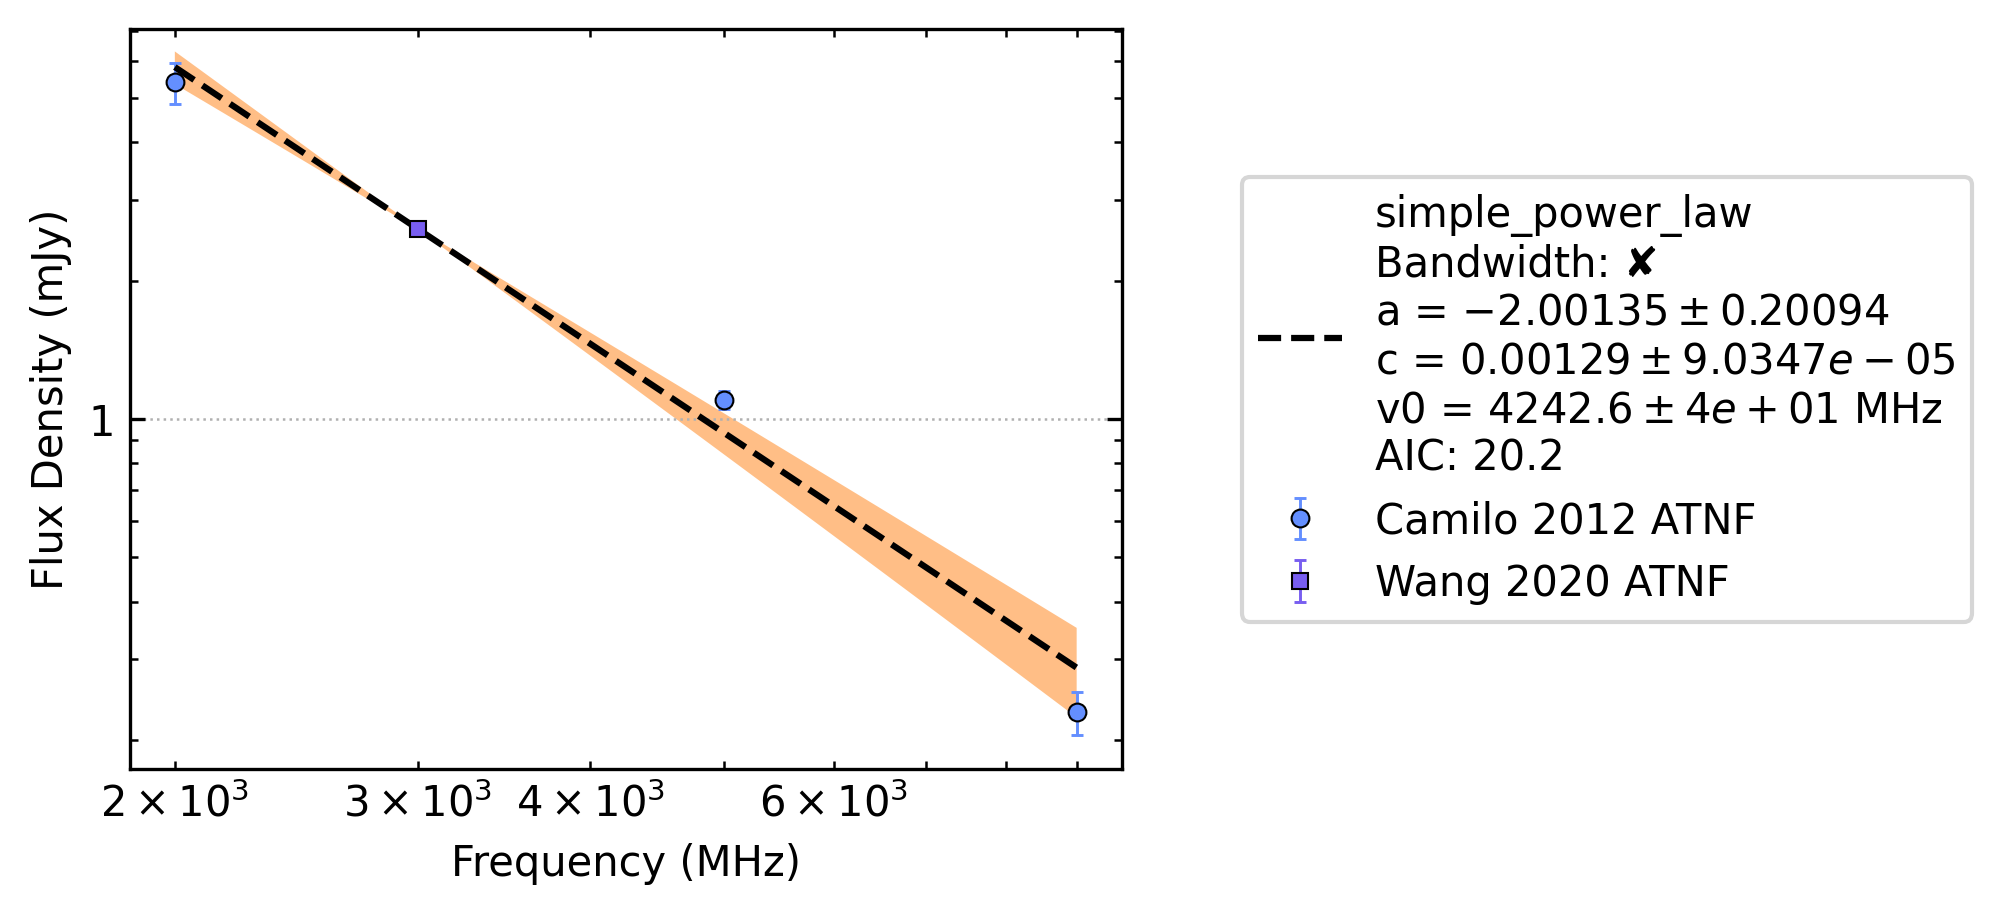 Flux Density (mJy)
1
2 × 10³ 3 × 10³ 4 × 10³ 6 × 10³
Frequency (MHz)
simple_power_law
Bandwidth: ✘
a = −2.00135 ± 0.20094
c = 0.00129 ± 9.0347e − 05
v0 = 4242.6 ± 4e + 01 MHz
AIC: 20.2
Camilo 2012 ATNF
Wang 2020 ATNF